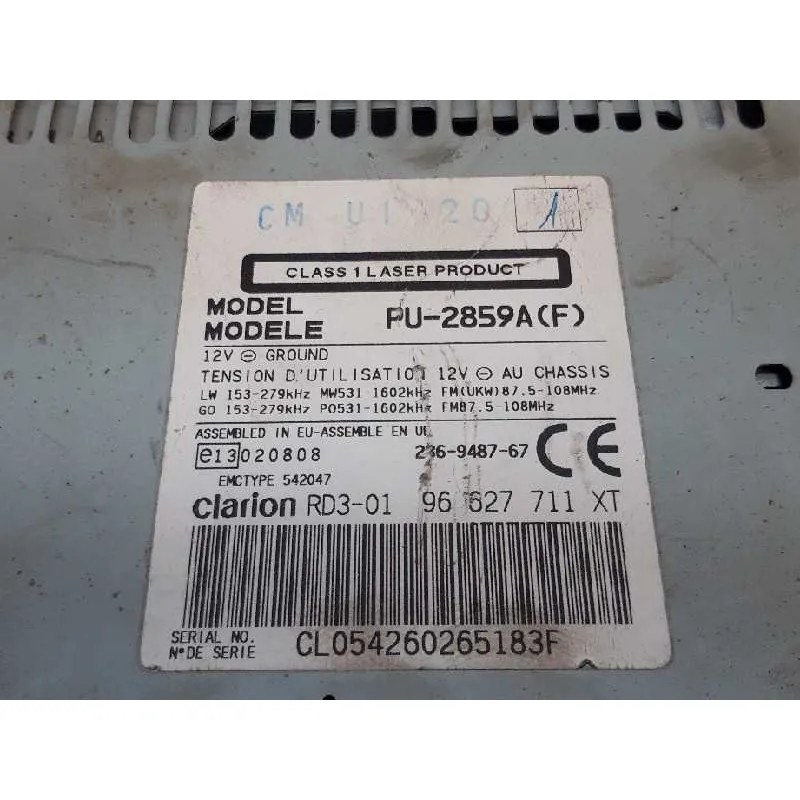 CM U1 20 1
CLASS 1 LASER PRODUCT
MODEL
MODELE PU-2859A(F)
12V ⊖ GROUND
TENSION D'UTILISATION 12V ⊖ AU CHASSIS
LW 153-279kHz MW531-1602kHz FM(UKW)87.5-108MHz
GO 153-279kHz PO531-1602kHz FM87.5-108MHz
ASSEMBLED IN EU-ASSEMBLE EN UE
e13 020808 236-9487-67 CE
EMCTYPE 542047
clarion RD3-01 96 627 711 XT
SERIAL NO.
N° DE SERIE CL054260265183F